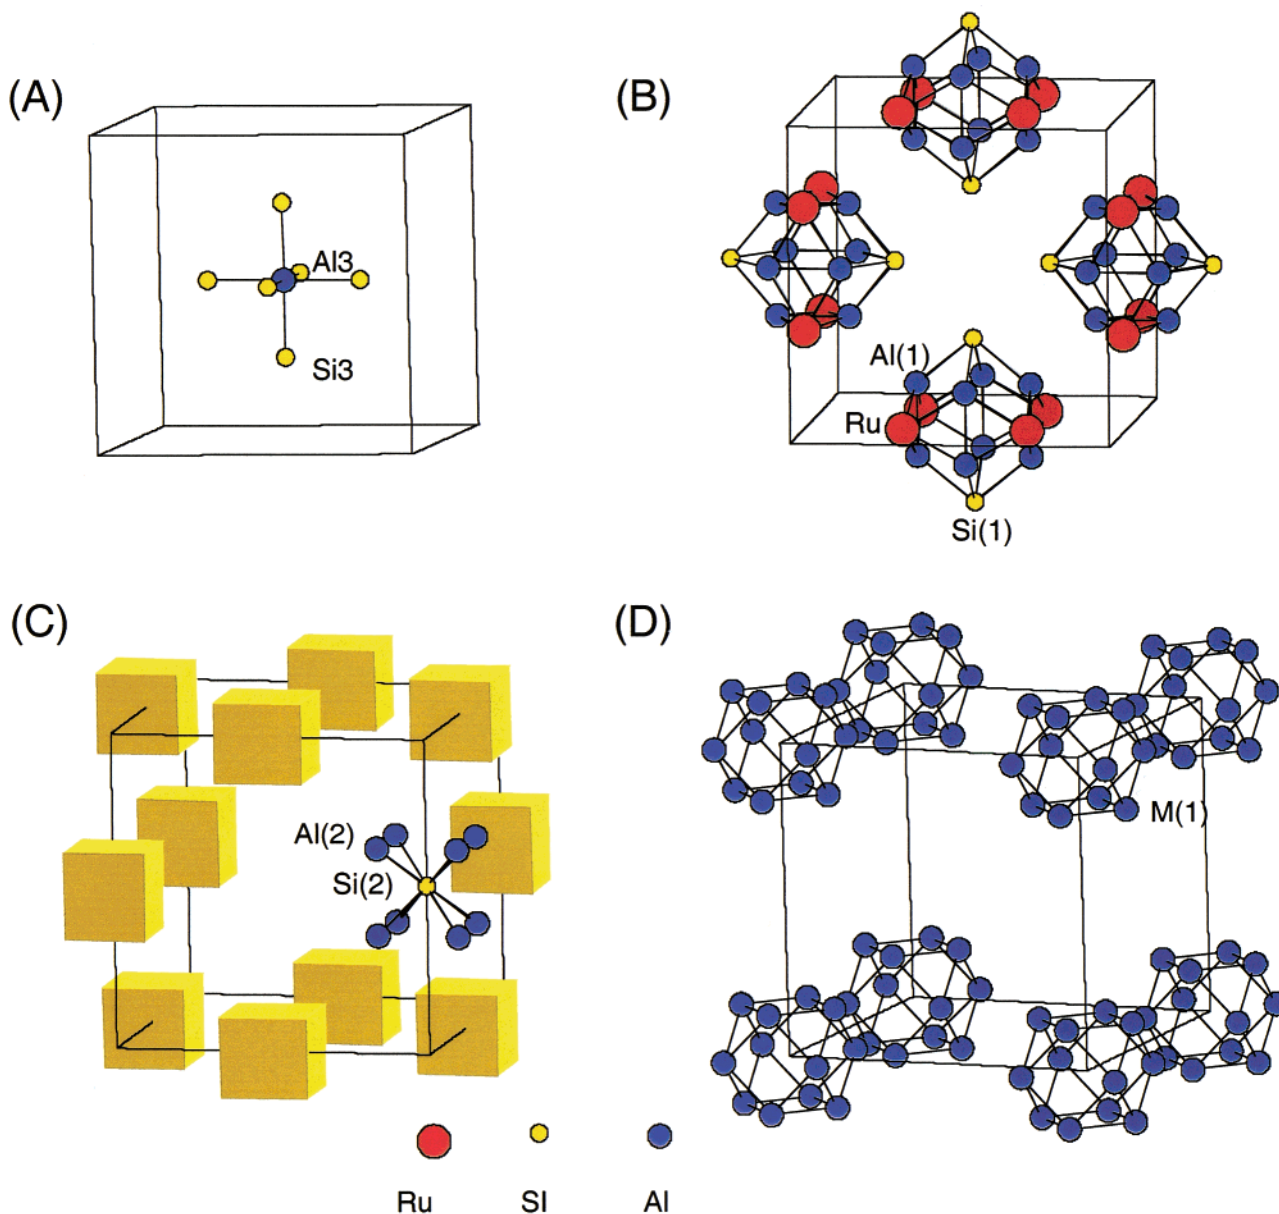 (A)
Al3
Si3
(B)
Al(1)
Ru
Si(1)
(C)
Al(2)
Si(2)
(D)
M(1)
Ru SI Al